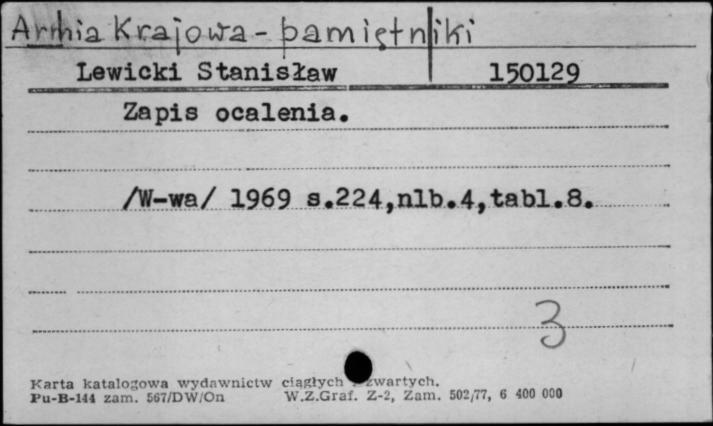 Armia Krajowa - pamiętniki
Lewicki Stanisław 150129
Zapis ocalenia.
/W-wa/ 1969 s.224,nlb.4,tabl.8.
3
Karta katalogowa wydawnictw ciągłych i zwartych.
Pu-B-144 zam. 567/DW/On W.Z.Graf. Z-2, Zam. 502/77, 6 400 000